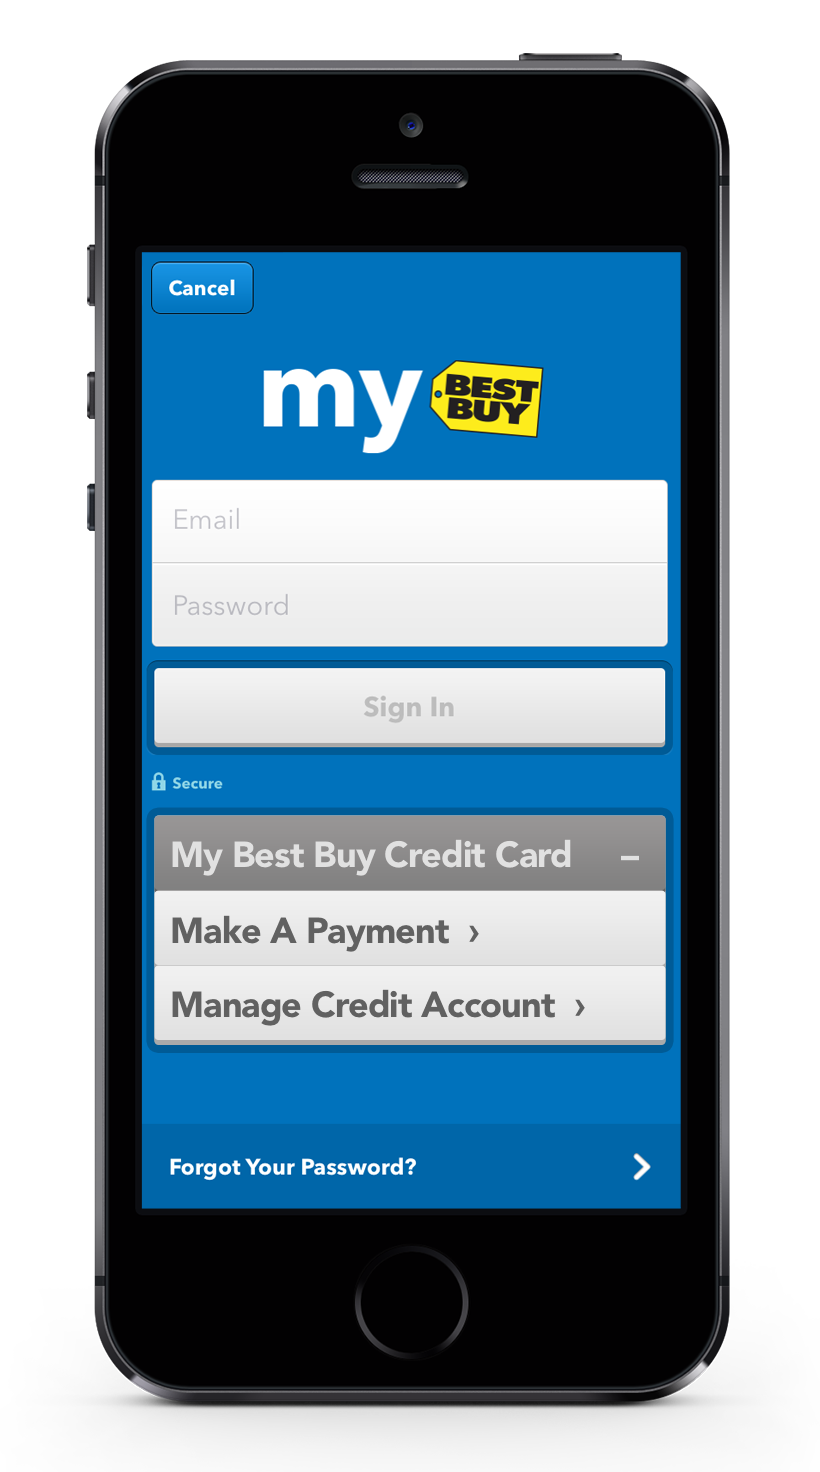 Cancel
my BEST BUY
Email
Password
Sign In
Secure
My Best Buy Credit Card –
Make A Payment ›
Manage Credit Account ›
Forgot Your Password?